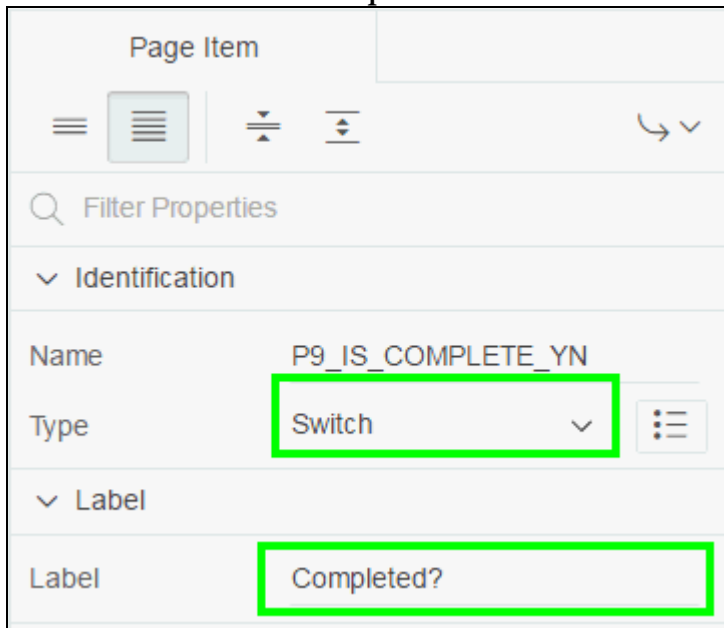 Page Item
Filter Properties
Identification
Name P9_IS_COMPLETE_YN
Type Switch
Label
Label Completed?